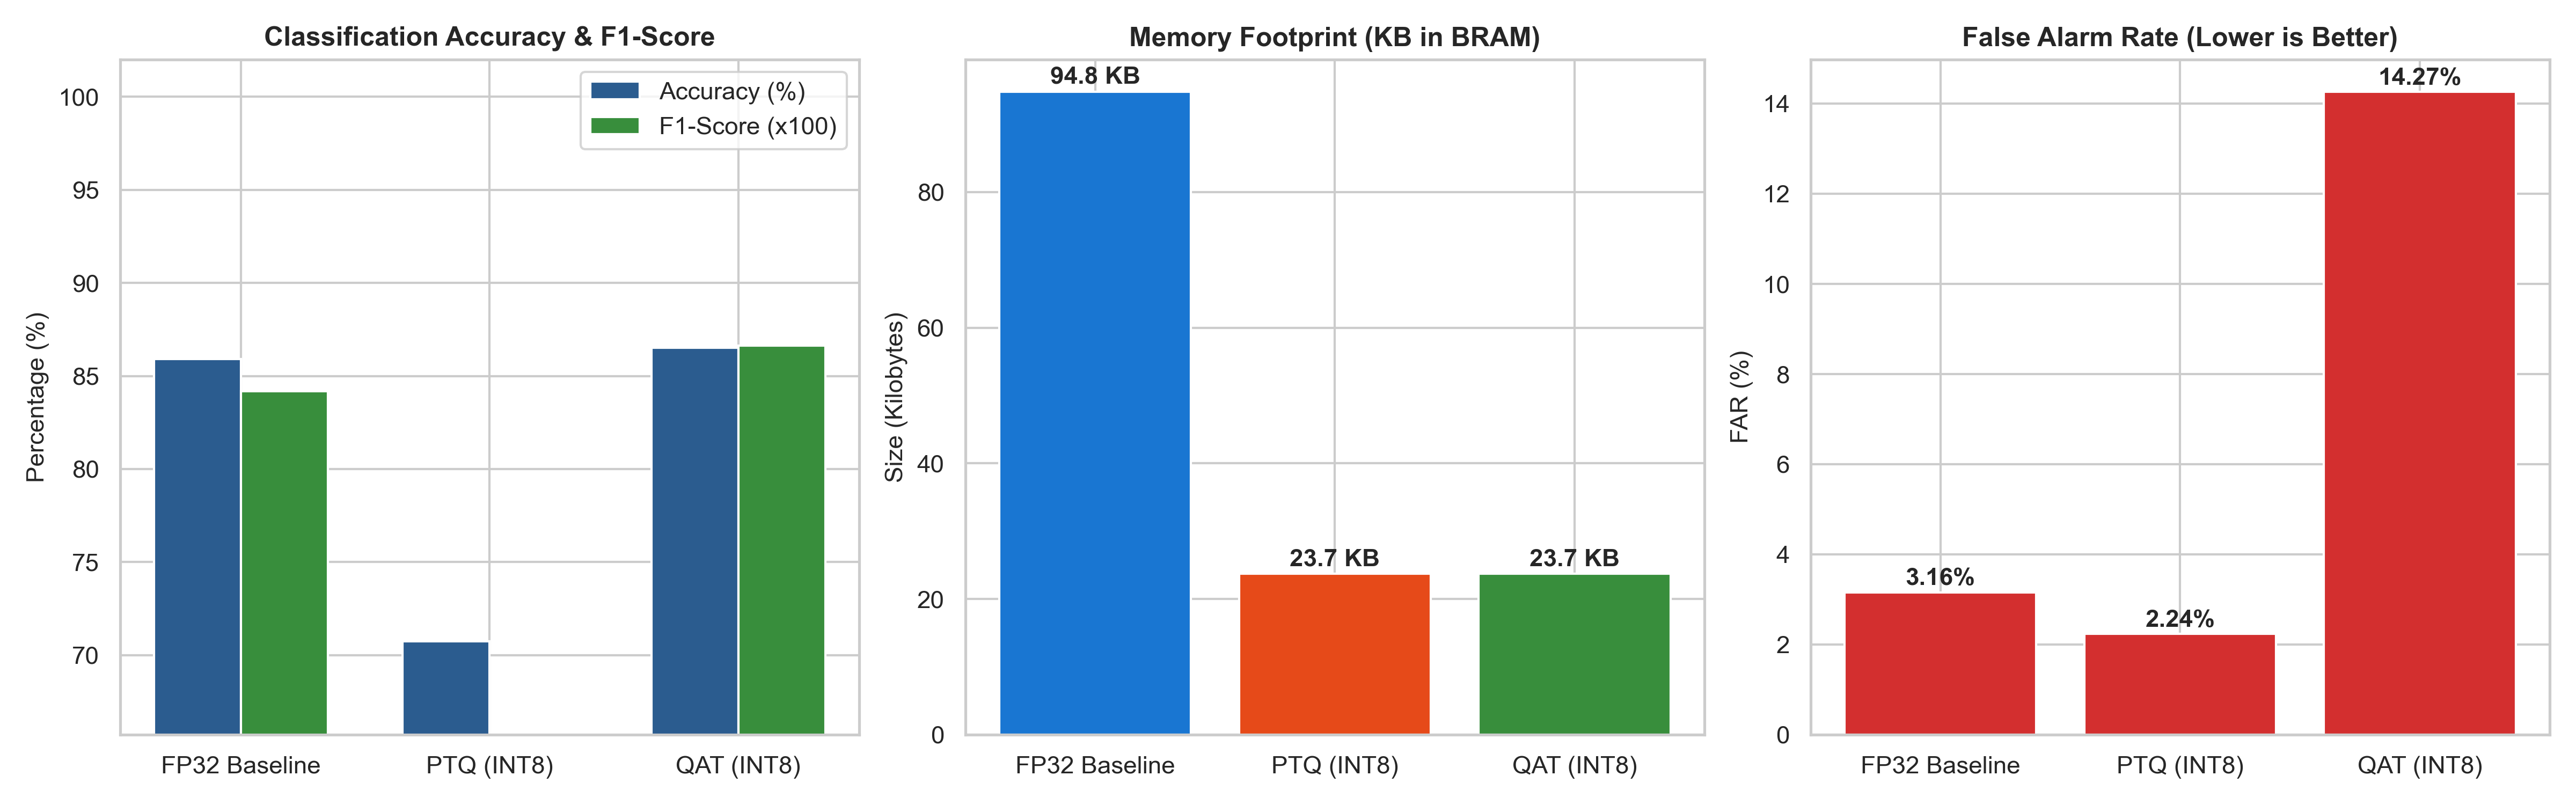 Classification Accuracy & F1-Score
Accuracy (%)
F1-Score (x100)
Percentage (%)
100
95
90
85
80
75
70
FP32 Baseline
PTQ (INT8)
QAT (INT8)
Memory Footprint (KB in BRAM)
94.8 KB
23.7 KB
23.7 KB
Size (Kilobytes)
80
60
40
20
0
FP32 Baseline
PTQ (INT8)
QAT (INT8)
False Alarm Rate (Lower is Better)
14.27%
3.16%
2.24%
FAR (%)
14
12
10
8
6
4
2
0
FP32 Baseline
PTQ (INT8)
QAT (INT8)